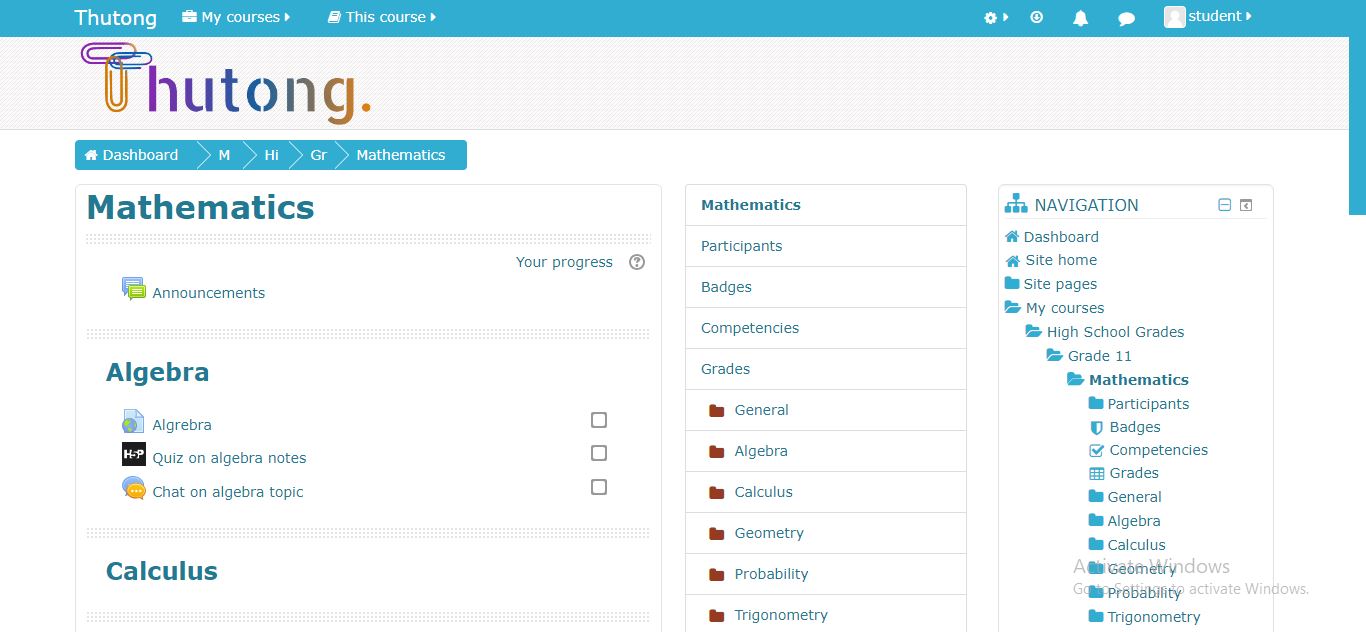 Thutong My courses This course student
Thutong.
Dashboard M Hi Gr Mathematics
Mathematics
Your progress
Announcements
Algebra
Algrebra
H5P Quiz on algebra notes
Chat on algebra topic
Calculus
Mathematics
Participants
Badges
Competencies
Grades
General
Algebra
Calculus
Geometry
Probability
Trigonometry
NAVIGATION
Dashboard
Site home
Site pages
My courses
High School Grades
Grade 11
Mathematics
Participants
Badges
Competencies
Grades
General
Algebra
Calculus
Geometry
Probability
Trigonometry
Activate Windows
Go to Settings to activate Windows.